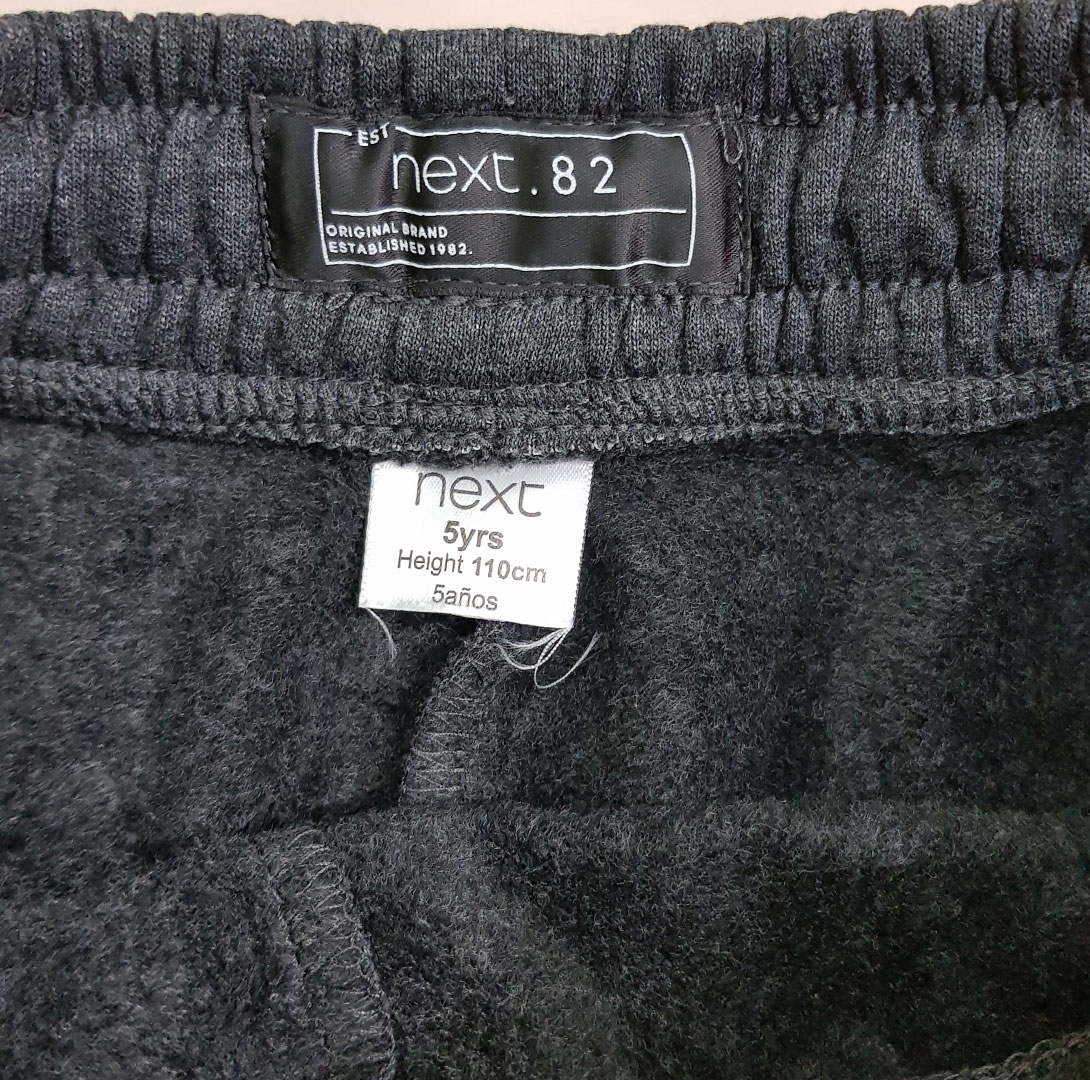 EST
next.82
ORIGINAL BRAND
ESTABLISHED 1982.
next
5yrs
Height 110cm
5años